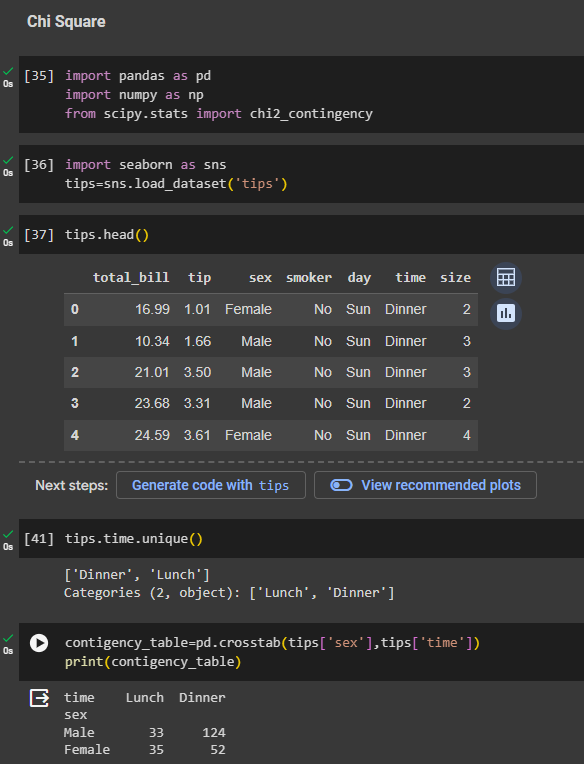 Chi Square
[35] import pandas as pd
import numpy as np
from scipy.stats import chi2_contingency
0s
[36] import seaborn as sns
tips=sns.load_dataset('tips')
0s
[37] tips.head()
0s
total_bill tip sex smoker day time size
0 16.99 1.01 Female No Sun Dinner 2
1 10.34 1.66 Male No Sun Dinner 3
2 21.01 3.50 Male No Sun Dinner 3
3 23.68 3.31 Male No Sun Dinner 2
4 24.59 3.61 Female No Sun Dinner 4
Next steps: Generate code with tips View recommended plots
[41] tips.time.unique()
0s
['Dinner', 'Lunch']
Categories (2, object): ['Lunch', 'Dinner']
contigency_table=pd.crosstab(tips['sex'],tips['time'])
0s
print(contigency_table)
time Lunch Dinner
sex
Male 33 124
Female 35 52